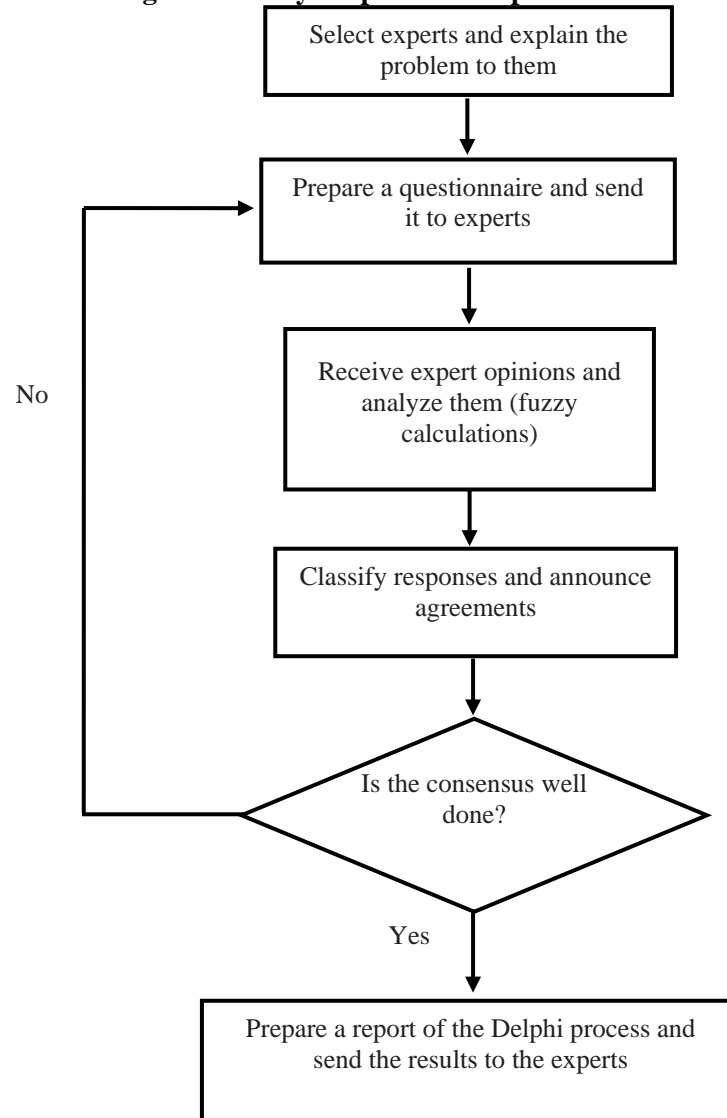 Select experts and explain the
problem to them
Prepare a questionnaire and send
it to experts
No
Receive expert opinions and
analyze them (fuzzy
calculations)
Classify responses and announce
agreements
Is the consensus well
done?
Yes
Prepare a report of the Delphi process and
send the results to the experts